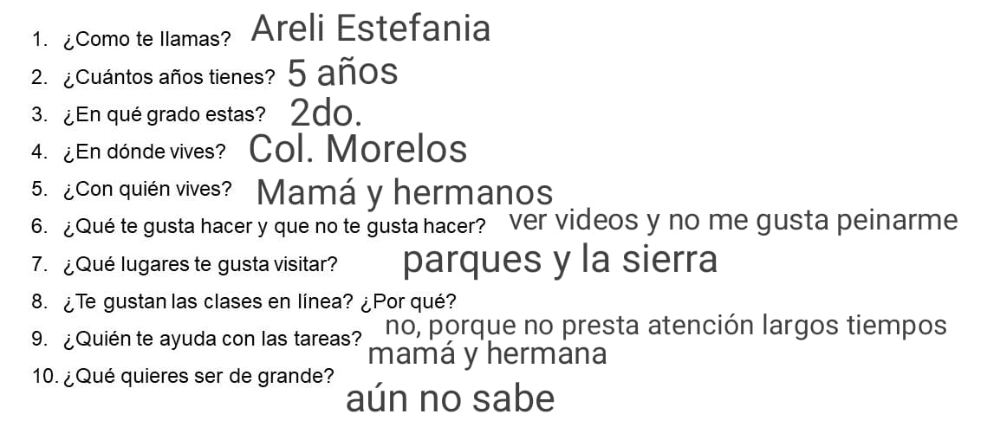 1. ¿Como te llamas? Areli Estefania
2. ¿Cuántos años tienes? 5 años
3. ¿En qué grado estas? 2do.
4. ¿En dónde vives? Col. Morelos
5. ¿Con quién vives? Mamá y hermanos
6. ¿Qué te gusta hacer y que no te gusta hacer? ver videos y no me gusta peinarme
7. ¿Qué lugares te gusta visitar? parques y la sierra
8. ¿Te gustan las clases en línea? ¿Por qué?
no, porque no presta atención largos tiempos
9. ¿Quién te ayuda con las tareas? mamá y hermana
10. ¿Qué quieres ser de grande? aún no sabe